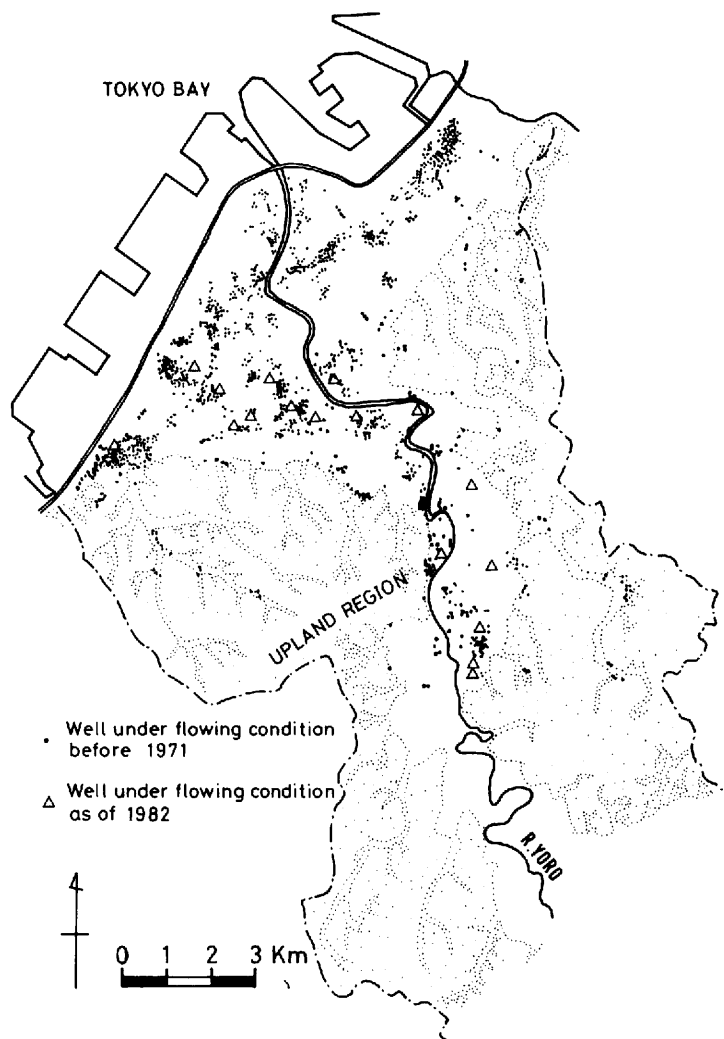 TOKYO BAY
UPLAND REGION
• Well under flowing condition
before 1971
△ Well under flowing condition
as of 1982
R.YORO
4
0 1 2 3 Km